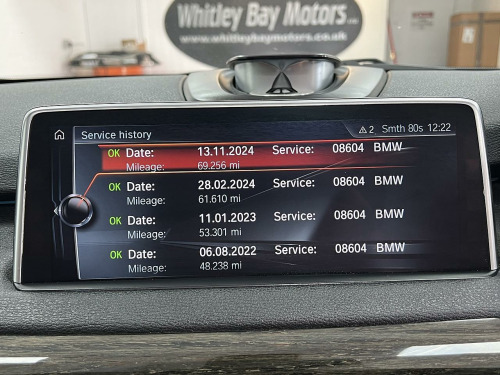 Whitley Bay Motors
www.whitleybaymotors.co.uk
Service history
2 Smth 80s 12:22
OK Date: 13.11.2024 Service: 08604 BMW
Mileage: 69.256 mi
OK Date: 28.02.2024 Service: 08604 BMW
Mileage: 61.610 mi
OK Date: 11.01.2023 Service: 08604 BMW
Mileage: 53.301 mi
OK Date: 06.08.2022 Service: 08604 BMW
Mileage: 48.238 mi